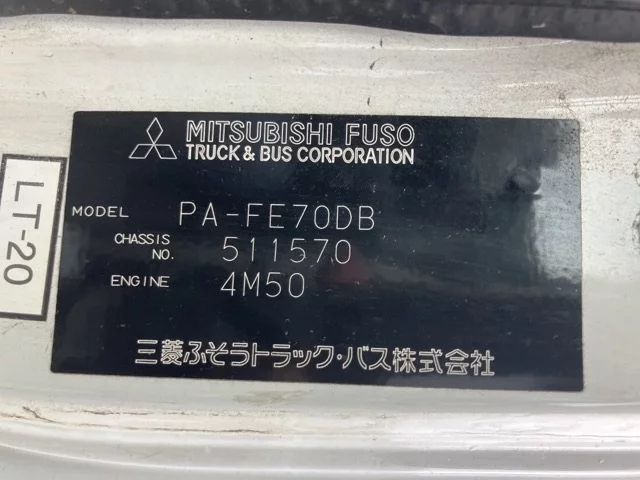 MITSUBISHI FUSO
TRUCK & BUS CORPORATION
MODEL PA-FE70DB
CHASSIS NO. 511570
ENGINE 4M50
三菱ふそうトラック・バス株式会社
LT-20